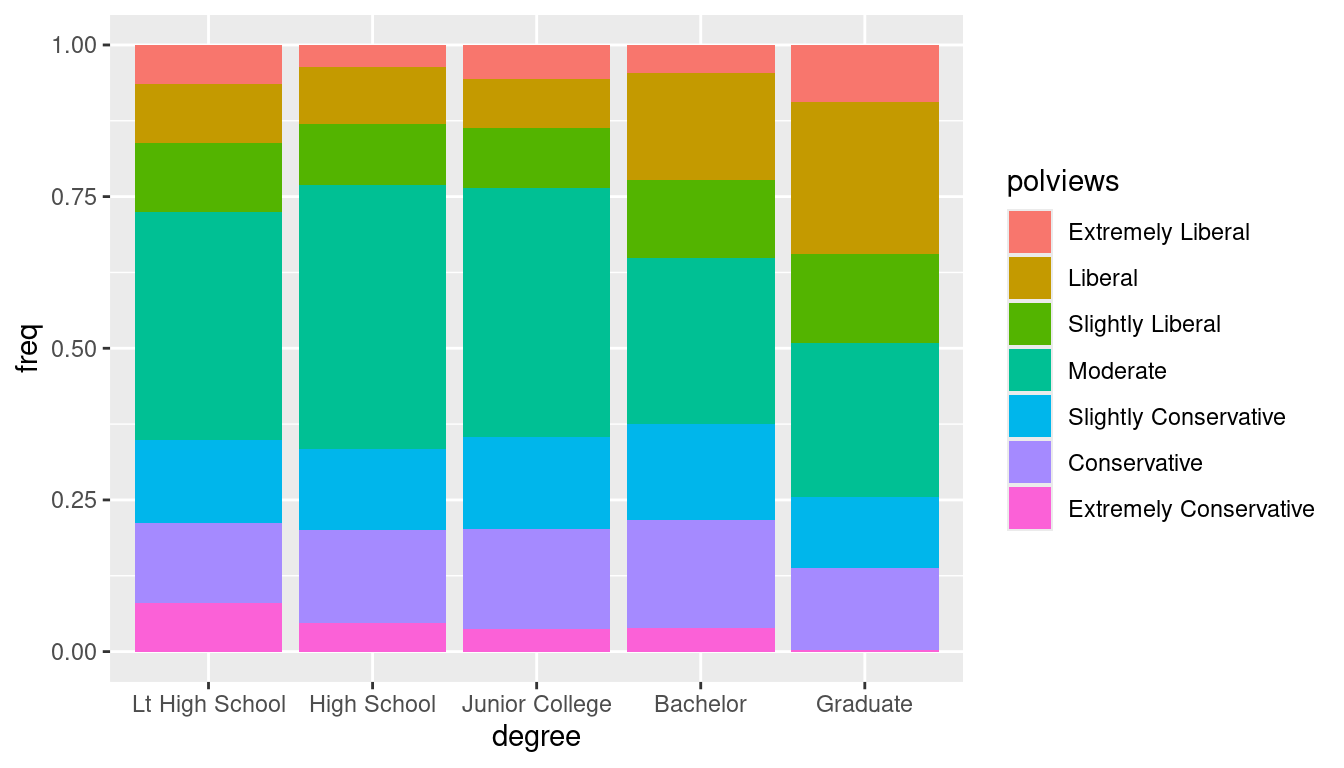 1.00
0.75
0.50
0.25
0.00
freq
Lt High School
High School
Junior College
Bachelor
Graduate
degree
polviews
Extremely Liberal
Liberal
Slightly Liberal
Moderate
Slightly Conservative
Conservative
Extremely Conservative